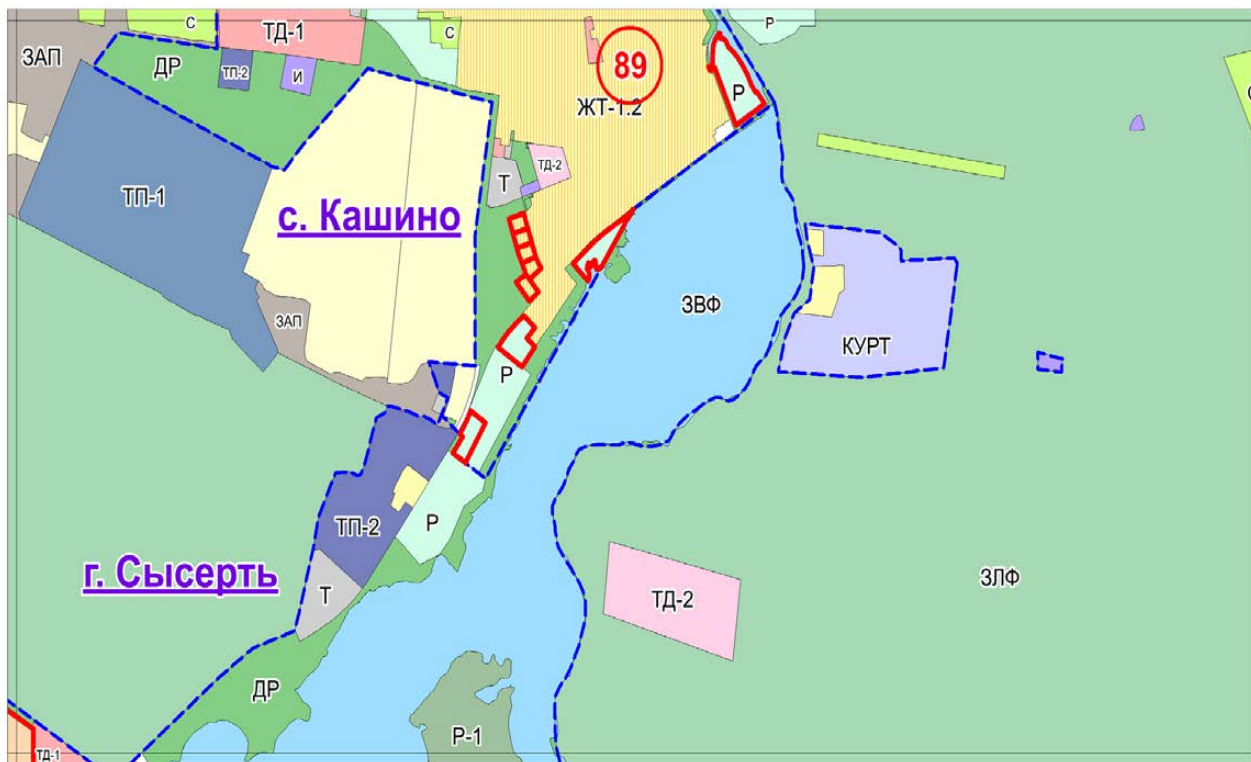 С
ТД-1
С
Р
ЗАП
ДР
ТП-2
И
89
Р
ЖТ-1.2
ТП-1
Т
ТД-2
с. Кашино
ЗВФ
ЗАП
КУРТ
Р
ТП-2
Р
г. Сысерть
Т
ТД-2
ЗЛФ
ДР
Р-1
ТД-1